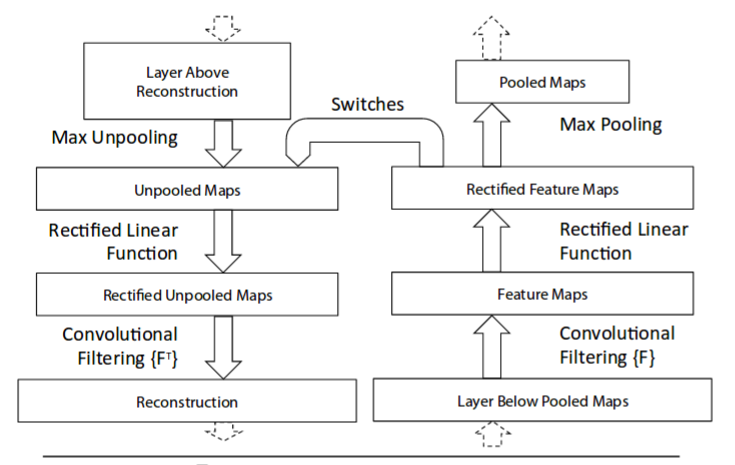 Layer Above
Reconstruction
Pooled Maps
Switches
Max Unpooling
Max Pooling
Unpooled Maps
Rectified Feature Maps
Rectified Linear
Function
Rectified Linear
Function
Rectified Unpooled Maps
Feature Maps
Convolutional
Filtering {Fᵀ}
Convolutional
Filtering {F}
Reconstruction
Layer Below Pooled Maps